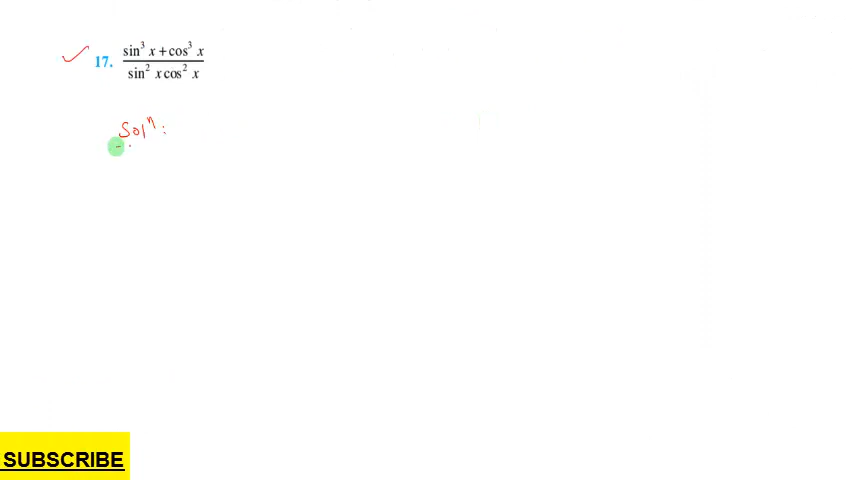 17. sin³ x + cos³ x / sin² x cos² x
Solⁿ:
SUBSCRIBE